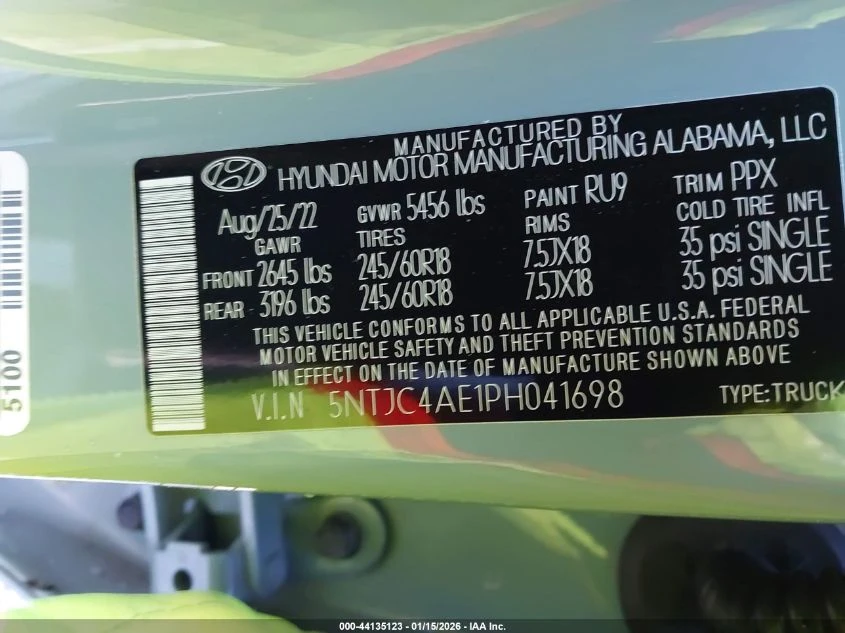 MANUFACTURED BY
HYUNDAI MOTOR MANUFACTURING ALABAMA, LLC
Aug/25/22 GVWR 5456 lbs PAINT RU9 TRIM PPX
GAWR TIRES RIMS COLD TIRE INFL
FRONT 2645 lbs 245/60R18 7.5JX18 35 psi SINGLE
REAR 3196 lbs 245/60R18 7.5JX18 35 psi SINGLE
THIS VEHICLE CONFORMS TO ALL APPLICABLE U.S.A. FEDERAL
MOTOR VEHICLE SAFETY AND THEFT PREVENTION STANDARDS
IN EFFECT ON THE DATE OF MANUFACTURE SHOWN ABOVE
V.I.N 5NTJC4AE1PH041698 TYPE:TRUCK
5100
000-44135123 - 01/15/2026 - IAA Inc.